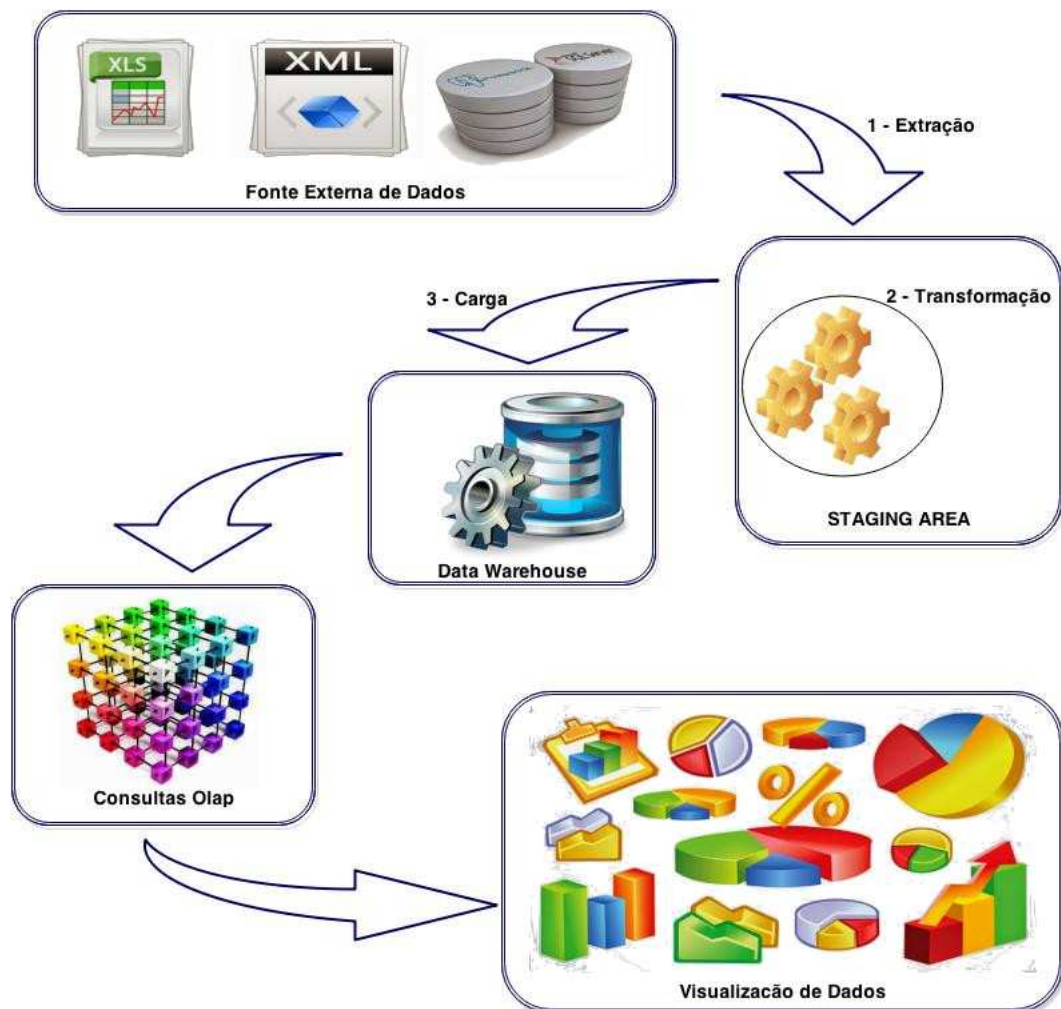 XLS
XML
Fonte Externa de Dados
1 - Extração
3 - Carga
2 - Transformação
STAGING AREA
Data Warehouse
Consultas Olap
Visualizacão de Dados